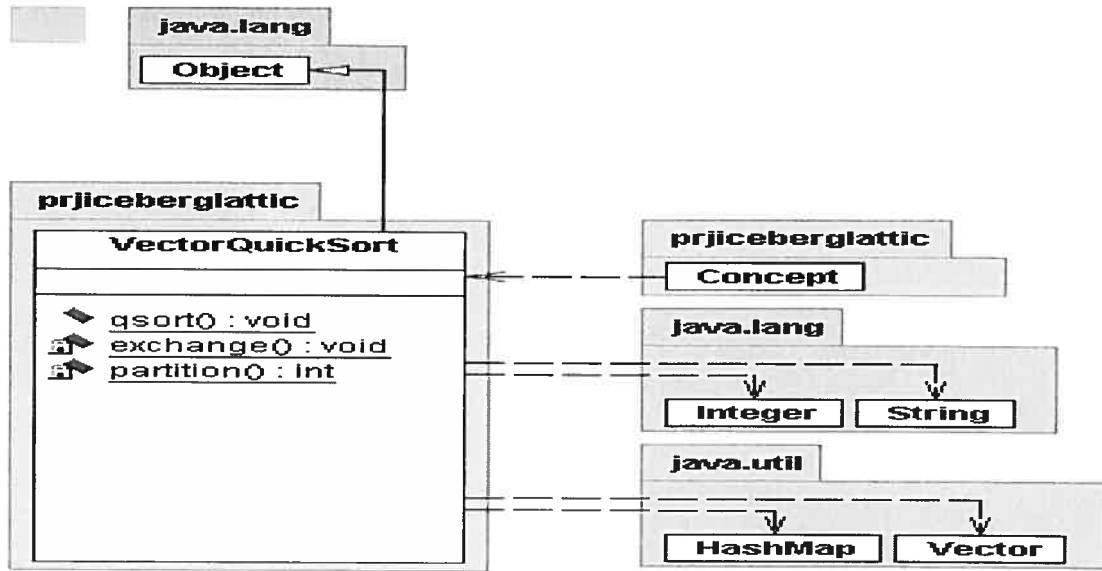 java.lang
Object
prjiceberglattic
VectorQuickSort
qsort() : void
exchange() : void
partition() : int
prjiceberglattic
Concept
java.lang
Integer
String
java.util
HashMap
Vector